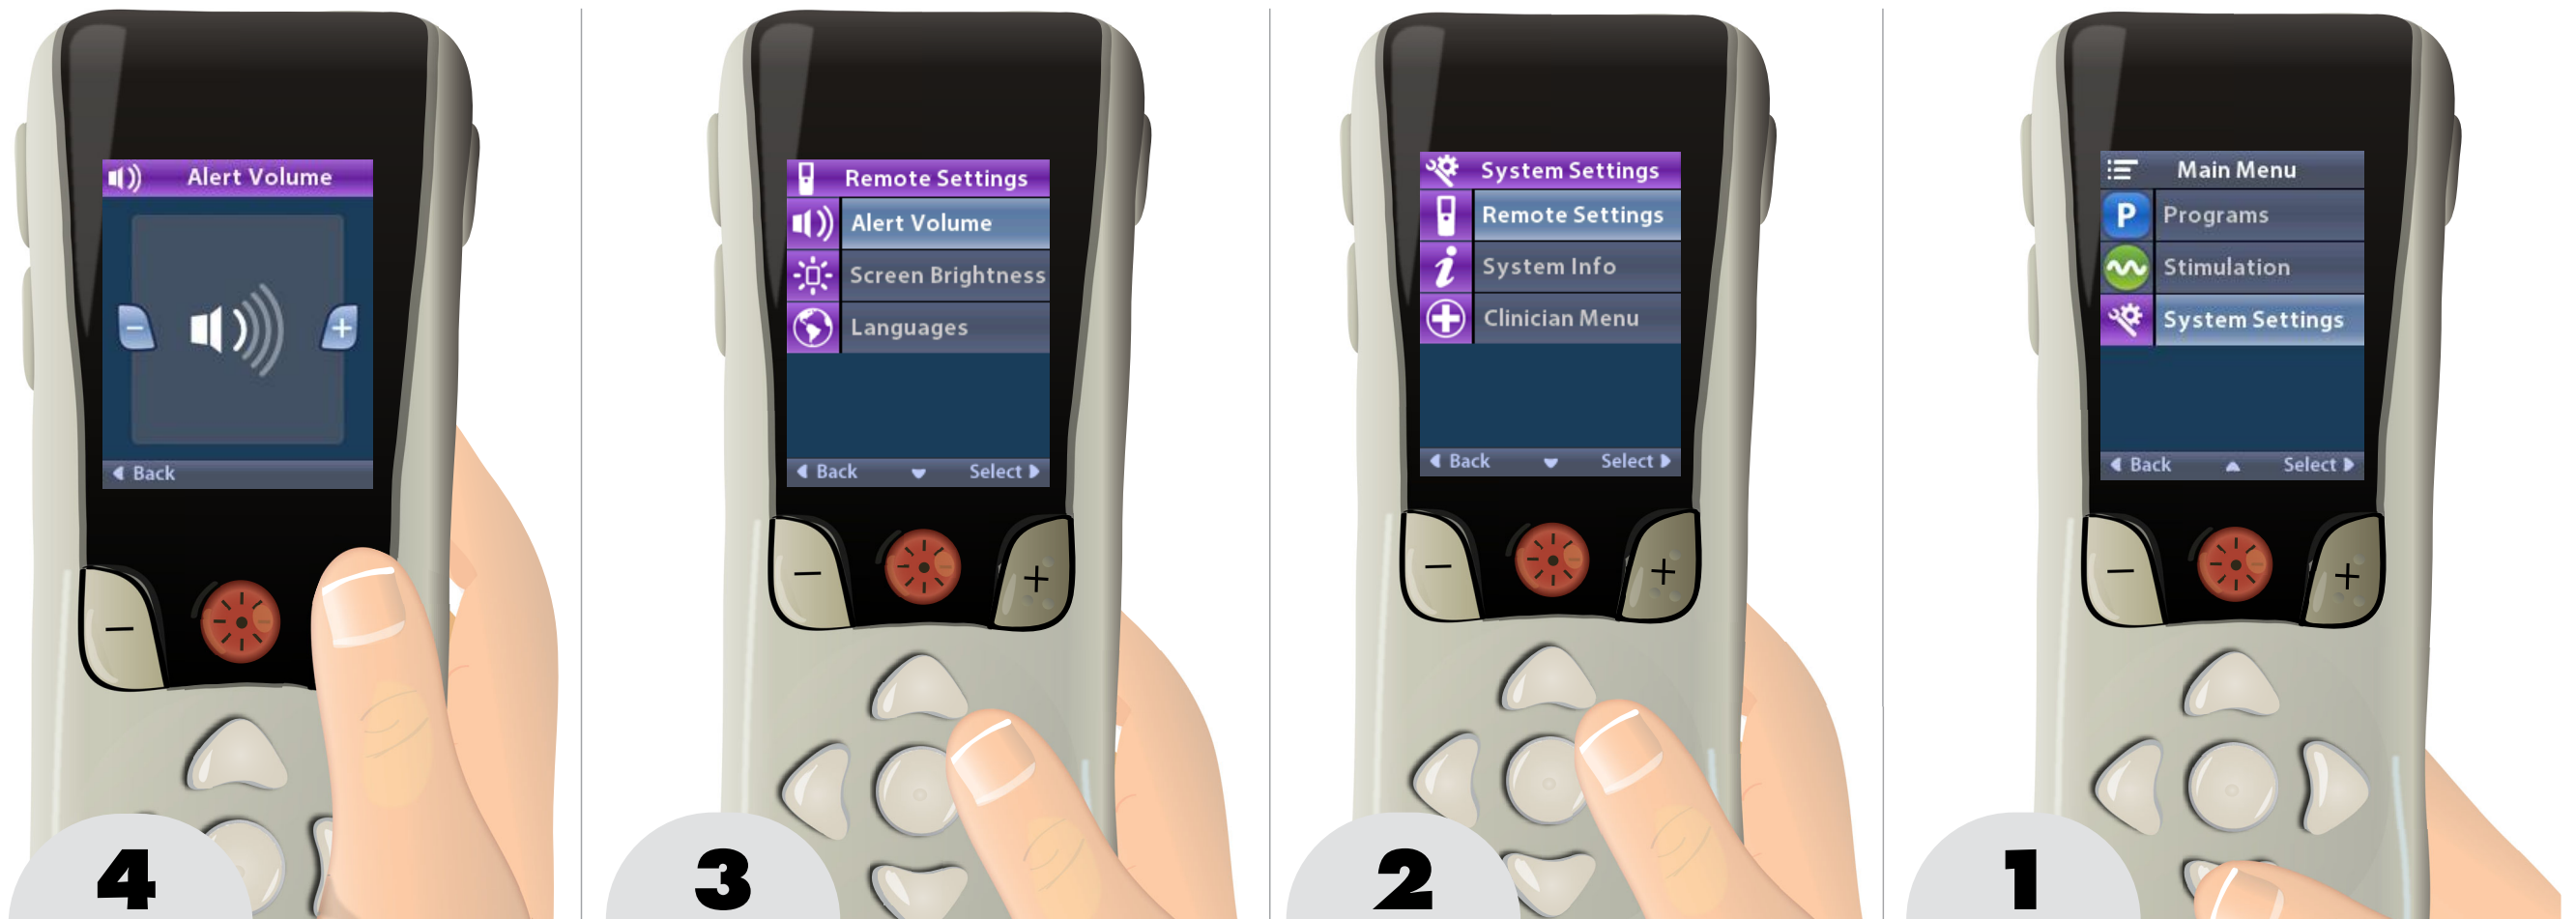 Alert Volume
−
+
Back
−
4
Remote Settings
Alert Volume
Screen Brightness
Languages
Back
Select
−
+
3
System Settings
Remote Settings
System Info
Clinician Menu
Back
Select
−
+
2
Main Menu
P
Programs
Stimulation
System Settings
Back
Select
−
+
1